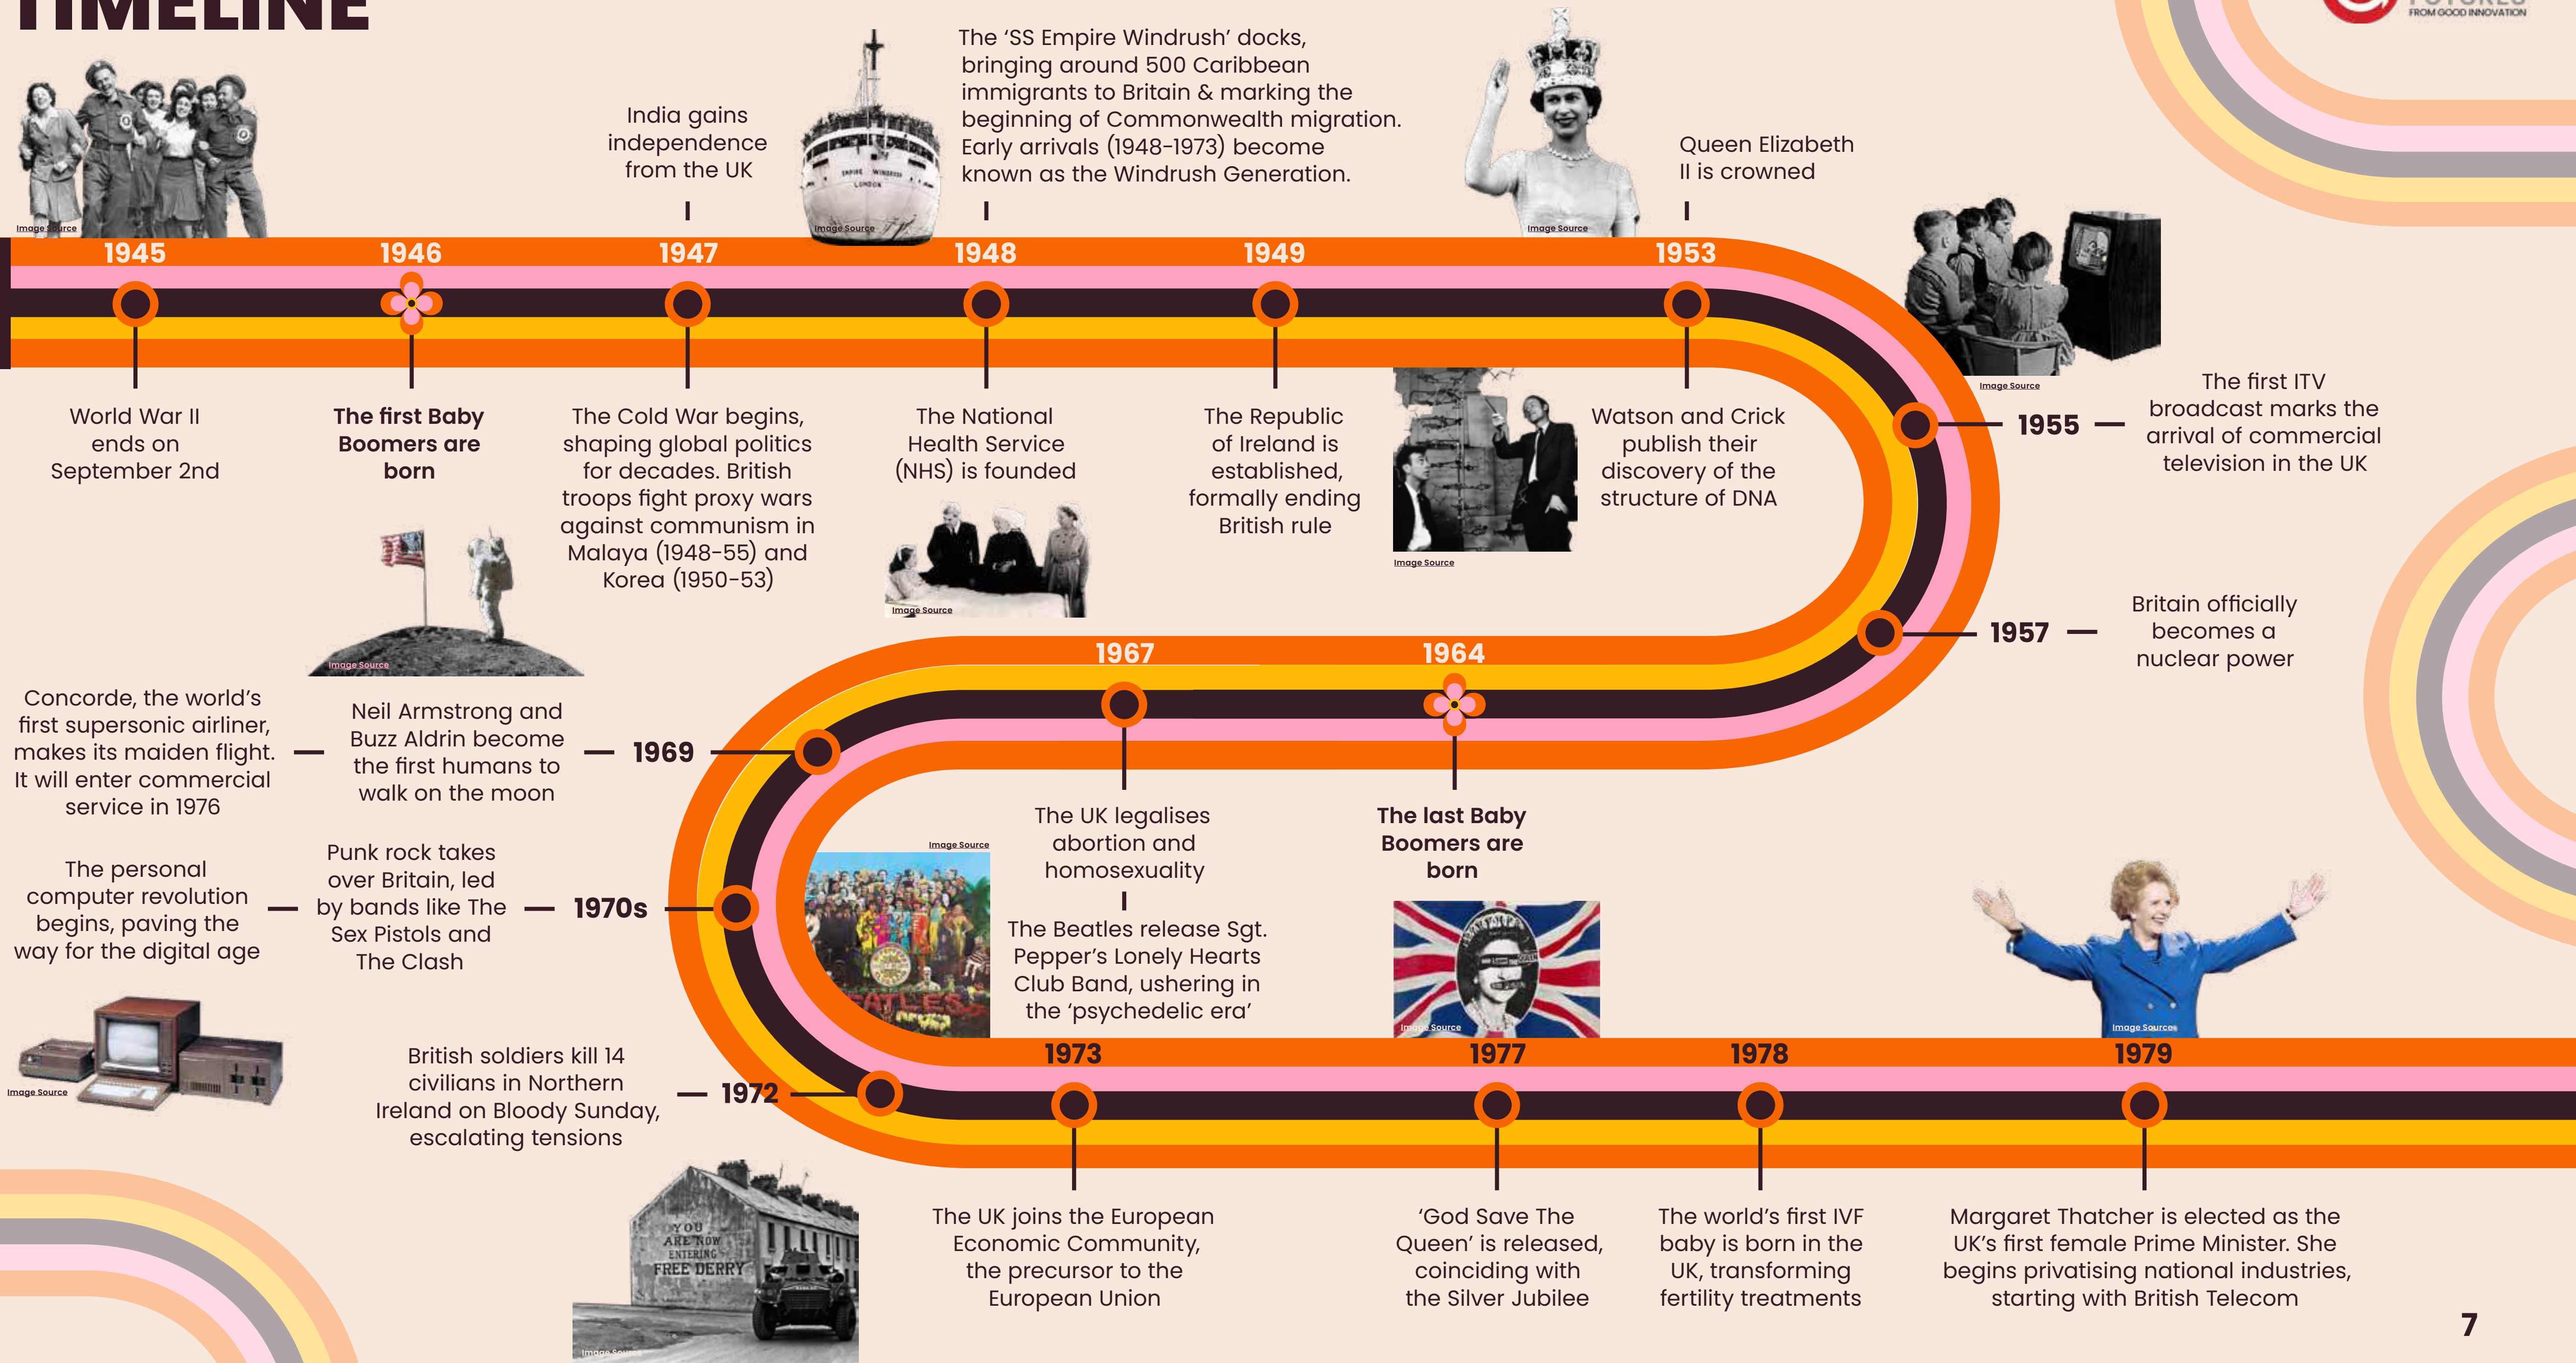 TIMELINE
FROM GOOD INNOVATION
The ‘SS Empire Windrush’ docks,
bringing around 500 Caribbean
immigrants to Britain & marking the
beginning of Commonwealth migration.
Early arrivals (1948-1973) become
known as the Windrush Generation.
India gains
independence
from the UK
Queen Elizabeth
II is crowned
EMPIRE WINDRUSH
LONDON
Image Source
Image Source
Image Source
1945
1946
1947
1948
1949
1953
World War II
ends on
September 2nd
The first Baby
Boomers are
born
The Cold War begins,
shaping global politics
for decades. British
troops fight proxy wars
against communism in
Malaya (1948-55) and
Korea (1950-53)
The National
Health Service
(NHS) is founded
Image Source
The Republic
of Ireland is
established,
formally ending
British rule
Image Source
Watson and Crick
publish their
discovery of the
structure of DNA
Image Source
1955
The first ITV
broadcast marks the
arrival of commercial
television in the UK
1957
Britain officially
becomes a
nuclear power
1967
1964
Image Source
Concorde, the world’s
first supersonic airliner,
makes its maiden flight.
It will enter commercial
service in 1976
Neil Armstrong and
Buzz Aldrin become
the first humans to
walk on the moon
1969
The UK legalises
abortion and
homosexuality
The Beatles release Sgt.
Pepper’s Lonely Hearts
Club Band, ushering in
the ‘psychedelic era’
Image Source
The last Baby
Boomers are
born
The personal
computer revolution
begins, paving the
way for the digital age
Punk rock takes
over Britain, led
by bands like The
Sex Pistols and
The Clash
1970s
Image Source
British soldiers kill 14
civilians in Northern
Ireland on Bloody Sunday,
escalating tensions
1972
Image Source
Image Sources
1973
1977
1978
1979
YOU
ARE NOW
ENTERING
FREE DERRY
Image Source
The UK joins the European
Economic Community,
the precursor to the
European Union
‘God Save The
Queen’ is released,
coinciding with
the Silver Jubilee
The world’s first IVF
baby is born in the
UK, transforming
fertility treatments
Margaret Thatcher is elected as the
UK’s first female Prime Minister. She
begins privatising national industries,
starting with British Telecom
7